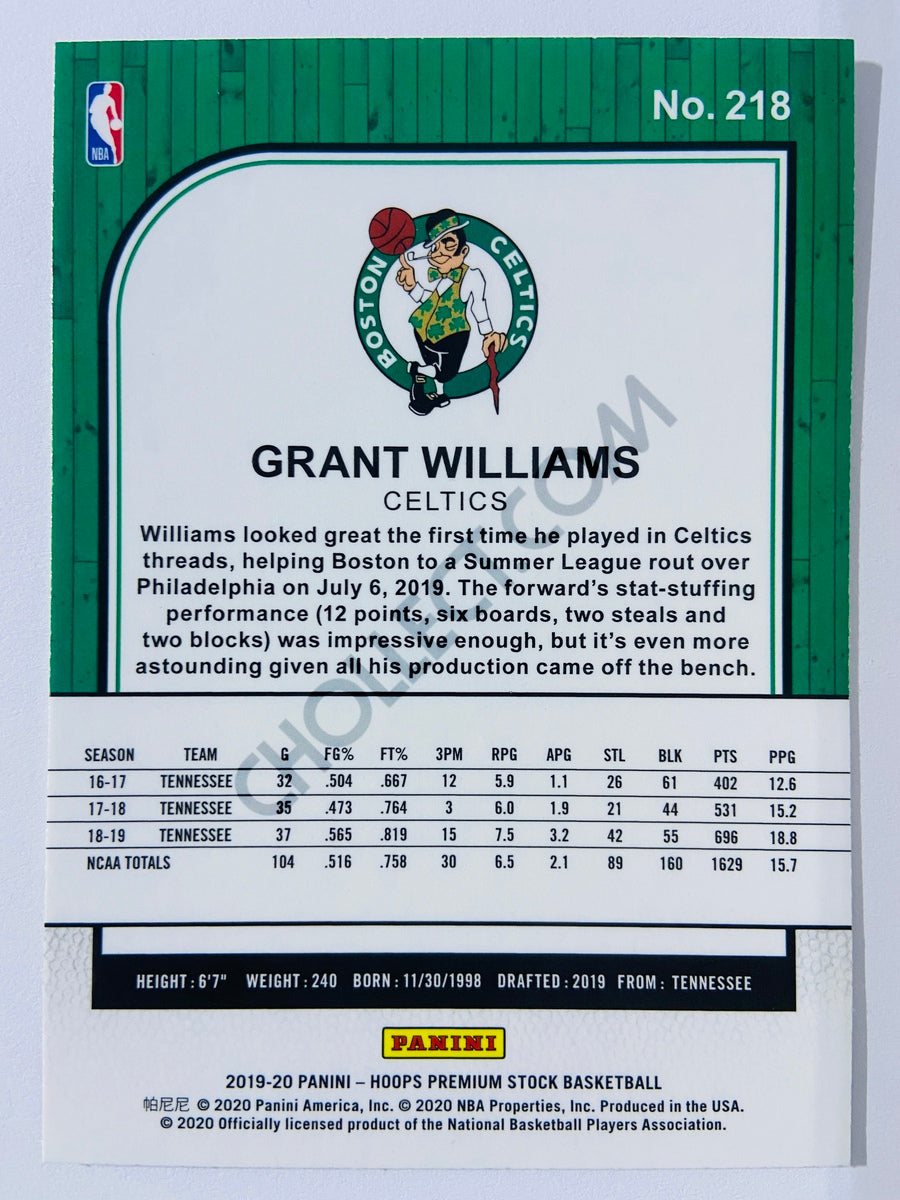 No. 218
NBA
BOSTON CELTICS
GRANT WILLIAMS
CELTICS
Williams looked great the first time he played in Celtics
threads, helping Boston to a Summer League rout over
Philadelphia on July 6, 2019. The forward's stat-stuffing
performance (12 points, six boards, two steals and
two blocks) was impressive enough, but it's even more
astounding given all his production came off the bench.
CHOLLECT.COM
SEASON TEAM G FG% FT% 3PM RPG APG STL BLK PTS PPG
16-17 TENNESSEE 32 .504 .667 12 5.9 1.1 26 61 402 12.6
17-18 TENNESSEE 35 .473 .764 3 6.0 1.9 21 44 531 15.2
18-19 TENNESSEE 37 .565 .819 15 7.5 3.2 42 55 696 18.8
NCAA TOTALS 104 .516 .758 30 6.5 2.1 89 160 1629 15.7
HEIGHT: 6'7" WEIGHT: 240 BORN: 11/30/1998 DRAFTED: 2019 FROM: TENNESSEE
PANINI
2019-20 PANINI – HOOPS PREMIUM STOCK BASKETBALL
帕尼尼 © 2020 Panini America, Inc. © 2020 NBA Properties, Inc. Produced in the USA.
© 2020 Officially licensed product of the National Basketball Players Association.